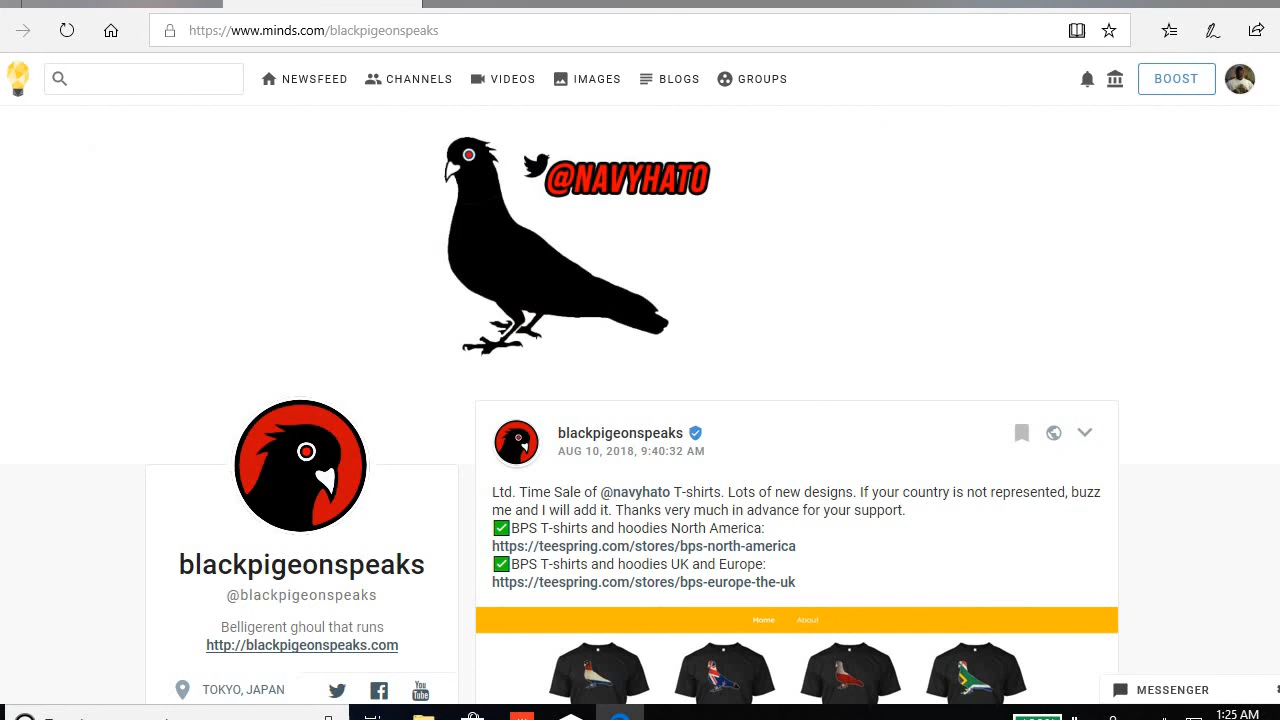 https://www.minds.com/blackpigeonspeaks
NEWSFEED CHANNELS VIDEOS IMAGES BLOGS GROUPS BOOST
@NAVYHATO
blackpigeonspeaks
AUG 10, 2018, 9:40:32 AM
Ltd. Time Sale of @navyhato T-shirts. Lots of new designs. If your country is not represented, buzz
me and I will add it. Thanks very much in advance for your support.
✅BPS T-shirts and hoodies North America:
https://teespring.com/stores/bps-north-america
✅BPS T-shirts and hoodies UK and Europe:
https://teespring.com/stores/bps-europe-the-uk
Home About
blackpigeonspeaks
@blackpigeonspeaks
Belligerent ghoul that runs
http://blackpigeonspeaks.com
TOKYO, JAPAN
You
Tube
MESSENGER
1:25 AM